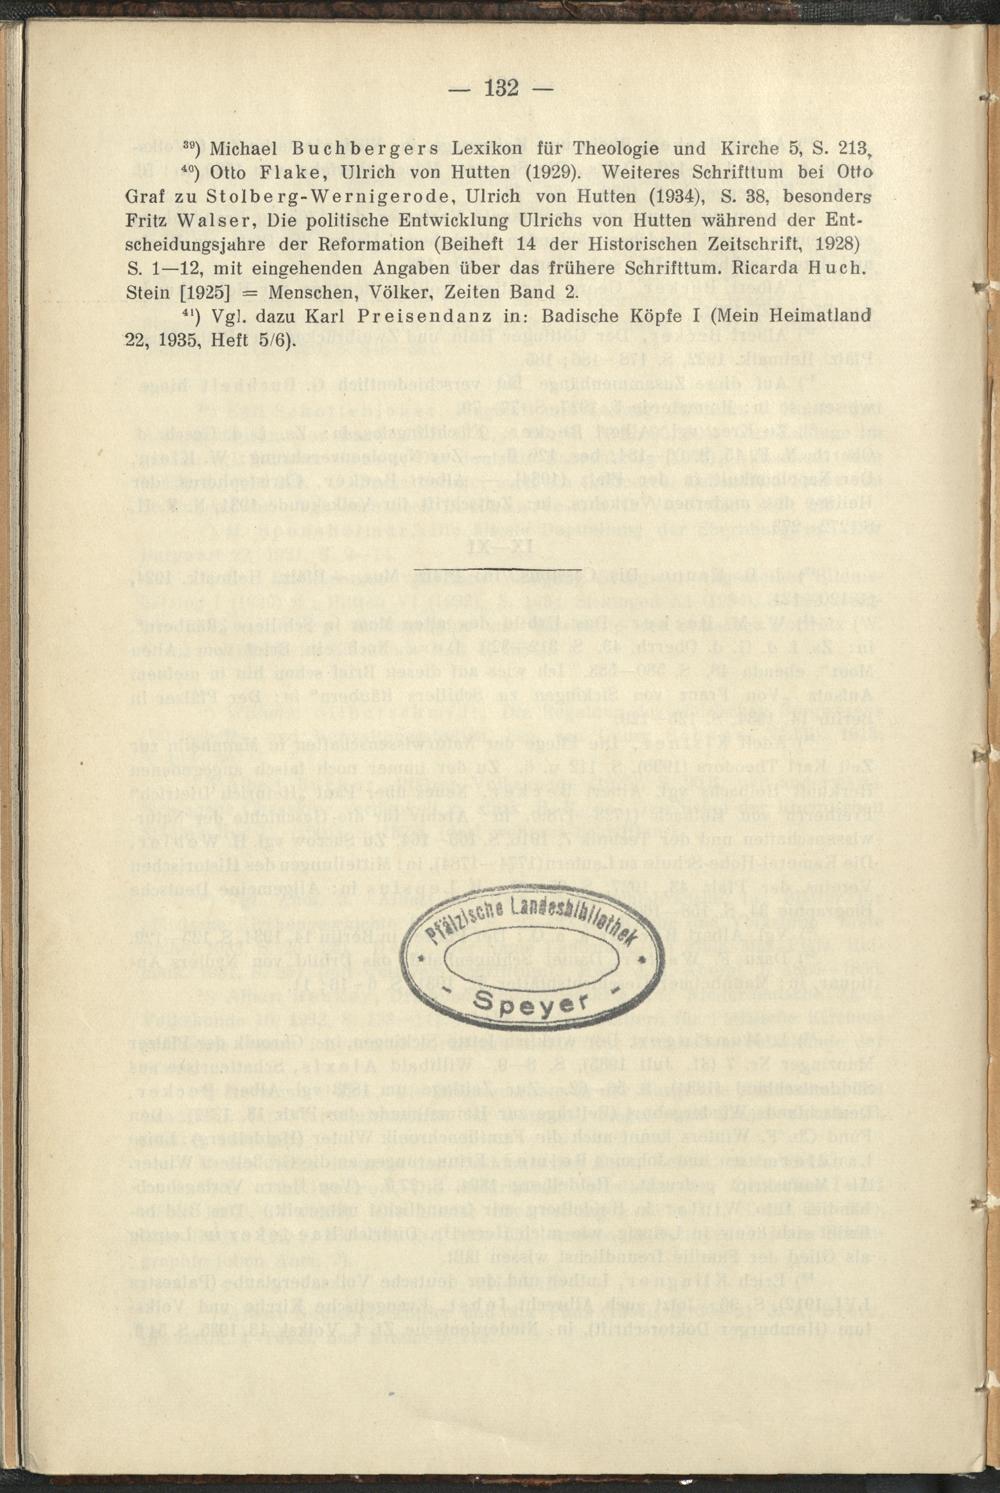 — 132 —
³⁹) Michael Buchbergers Lexikon für Theologie und Kirche 5, S. 213,
⁴⁰) Otto Flake, Ulrich von Hutten (1929). Weiteres Schrifttum bei Otto
Graf zu Stolberg-Wernigerode, Ulrich von Hutten (1934), S. 38, besonders
Fritz Walser, Die politische Entwicklung Ulrichs von Hutten während der Ent-
scheidungsjahre der Reformation (Beiheft 14 der Historischen Zeitschrift, 1928)
S. 1—12, mit eingehenden Angaben über das frühere Schrifttum. Ricarda Huch.
Stein [1925] = Menschen, Völker, Zeiten Band 2.
⁴¹) Vgl. dazu Karl Preisendanz in: Badische Köpfe I (Mein Heimatland
22, 1935, Heft 5/6).
Pfälzische Landesbibliothek
- Speyer -